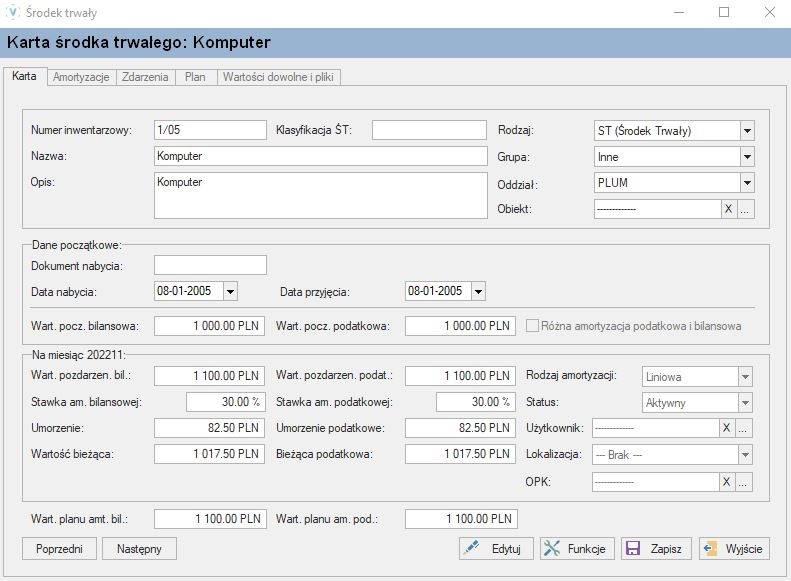 V Środek trwały
Karta środka trwałego: Komputer
Karta Amortyzacje Zdarzenia Plan Wartości dowolne i pliki
Numer inwentarzowy: 1/05 Klasyfikacja ŚT: Rodzaj: ST (Środek Trwały)
Nazwa: Komputer Grupa: Inne
Opis: Komputer Oddział: PLUM
Obiekt: ------------- X ...
Dane początkowe:
Dokument nabycia:
Data nabycia: 08-01-2005 Data przyjęcia: 08-01-2005
Wart. pocz. bilansowa: 1 000.00 PLN Wart. pocz. podatkowa: 1 000.00 PLN Różna amortyzacja podatkowa i bilansowa
Na miesiąc 202211:
Wart. pozdarzen. bil.: 1 100.00 PLN Wart. pozdarzen. podat.: 1 100.00 PLN Rodzaj amortyzacji: Liniowa
Stawka am. bilansowej: 30.00 % Stawka am. podatkowej: 30.00 % Status: Aktywny
Umorzenie: 82.50 PLN Umorzenie podatkowe: 82.50 PLN Użytkownik: ------------- X ...
Wartość bieżąca: 1 017.50 PLN Bieżąca podatkowa: 1 017.50 PLN Lokalizacja: --- Brak ---
OPK: ------------- X ...
Wart. planu amt. bil.: 1 100.00 PLN Wart. planu am. pod.: 1 100.00 PLN
Poprzedni Następny Edytuj Funkcje Zapisz Wyjście